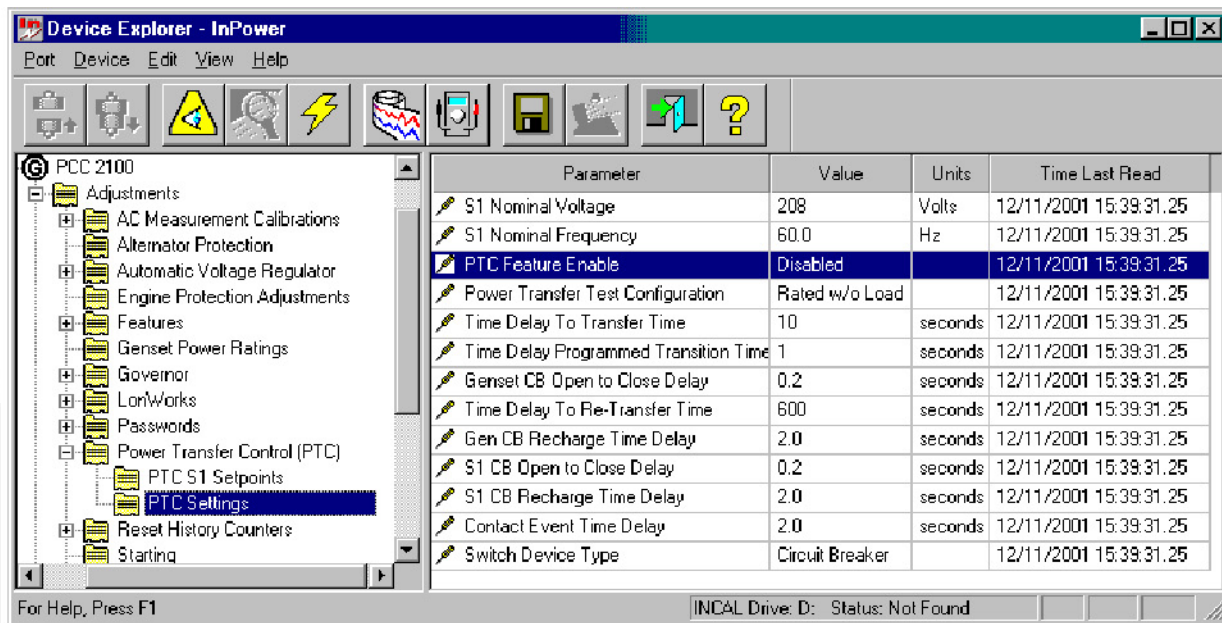 Device Explorer - InPower
Port Device Edit View Help
PCC 2100
Adjustments
AC Measurement Calibrations
Alternator Protection
Automatic Voltage Regulator
Engine Protection Adjustments
Features
Genset Power Ratings
Governor
LonWorks
Passwords
Power Transfer Control (PTC)
PTC S1 Setpoints
PTC Settings
Reset History Counters
Starting
Parameter Value Units Time Last Read
S1 Nominal Voltage 208 Volts 12/11/2001 15:39:31.25
S1 Nominal Frequency 60.0 Hz 12/11/2001 15:39:31.25
PTC Feature Enable Disabled 12/11/2001 15:39:31.25
Power Transfer Test Configuration Rated w/o Load 12/11/2001 15:39:31.25
Time Delay To Transfer Time 10 seconds 12/11/2001 15:39:31.25
Time Delay Programmed Transition Time 1 seconds 12/11/2001 15:39:31.25
Genset CB Open to Close Delay 0.2 seconds 12/11/2001 15:39:31.25
Time Delay To Re-Transfer Time 600 seconds 12/11/2001 15:39:31.25
Gen CB Recharge Time Delay 2.0 seconds 12/11/2001 15:39:31.25
S1 CB Open to Close Delay 0.2 seconds 12/11/2001 15:39:31.25
S1 CB Recharge Time Delay 2.0 seconds 12/11/2001 15:39:31.25
Contact Event Time Delay 2.0 seconds 12/11/2001 15:39:31.25
Switch Device Type Circuit Breaker 12/11/2001 15:39:31.25
For Help, Press F1
INCAL Drive: D: Status: Not Found